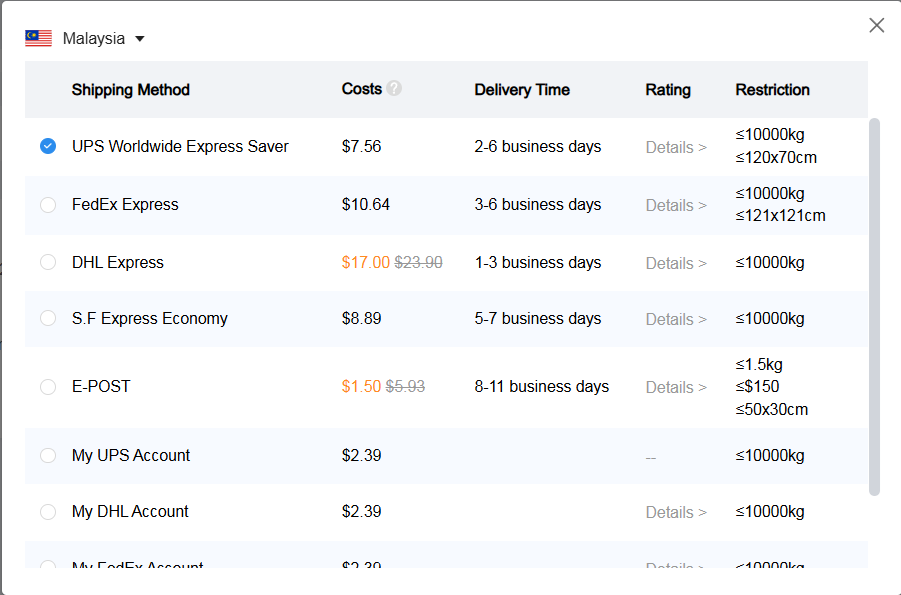 Malaysia
Shipping Method Costs ? Delivery Time Rating Restriction
UPS Worldwide Express Saver $7.56 2-6 business days Details > ≤10000kg
≤120x70cm
FedEx Express $10.64 3-6 business days Details > ≤10000kg
≤121x121cm
DHL Express $17.00 $23.90 1-3 business days Details > ≤10000kg
S.F Express Economy $8.89 5-7 business days Details > ≤10000kg
E-POST $1.50 $5.93 8-11 business days Details > ≤1.5kg
≤$150
≤50x30cm
My UPS Account $2.39 -- ≤10000kg
My DHL Account $2.39 Details > ≤10000kg
My FedEx Account $2.39 Details > ≤10000kg